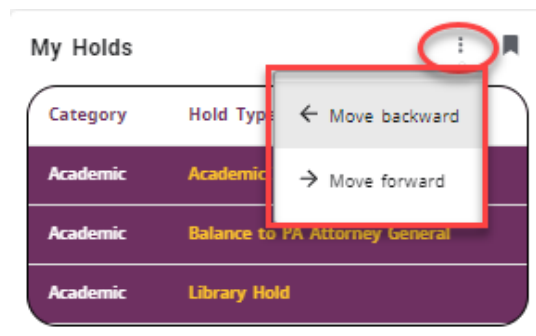 My Holds
Category Hold Typ
← Move backward
Academic Academic
→ Move forward
Academic Balance to PA Attorney General
Academic Library Hold